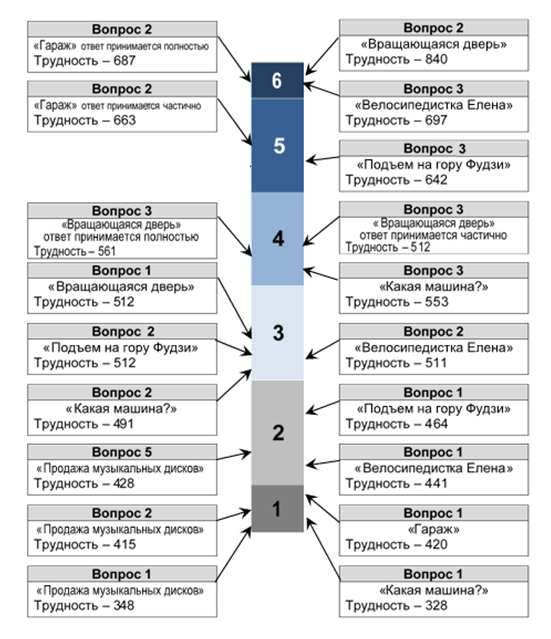 Вопрос 2
«Гараж» ответ принимается полностью
Трудность – 687
Вопрос 2
«Гараж» ответ принимается частично
Трудность – 663
Вопрос 3
«Вращающаяся дверь»
ответ принимается полностью
Трудность – 561
Вопрос 1
«Вращающаяся дверь»
Трудность – 512
Вопрос 2
«Подъем на гору Фудзи»
Трудность – 512
Вопрос 2
«Какая машина?»
Трудность – 491
Вопрос 5
«Продажа музыкальных дисков»
Трудность – 428
Вопрос 2
«Продажа музыкальных дисков»
Трудность – 415
Вопрос 1
«Продажа музыкальных дисков»
Трудность – 348
6
5
4
3
2
1
Вопрос 2
«Вращающаяся дверь»
Трудность – 840
Вопрос 3
«Велосипедистка Елена»
Трудность – 697
Вопрос 3
«Подъем на гору Фудзи»
Трудность – 642
Вопрос 3
«Вращающаяся дверь»
ответ принимается частично
Трудность – 512
Вопрос 3
«Какая машина?»
Трудность – 553
Вопрос 2
«Велосипедистка Елена»
Трудность – 511
Вопрос 1
«Подъем на гору Фудзи»
Трудность – 464
Вопрос 1
«Велосипедистка Елена»
Трудность – 441
Вопрос 1
«Гараж»
Трудность – 420
Вопрос 1
«Какая машина?»
Трудность – 328